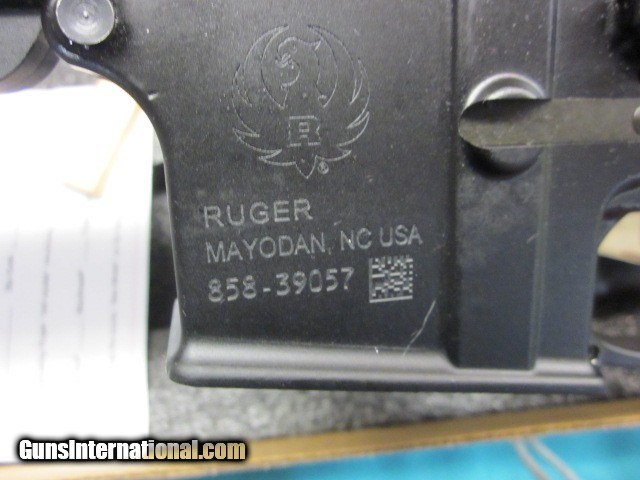 R
RUGER
MAYODAN, NC USA
858-39057
GunsInternational.com